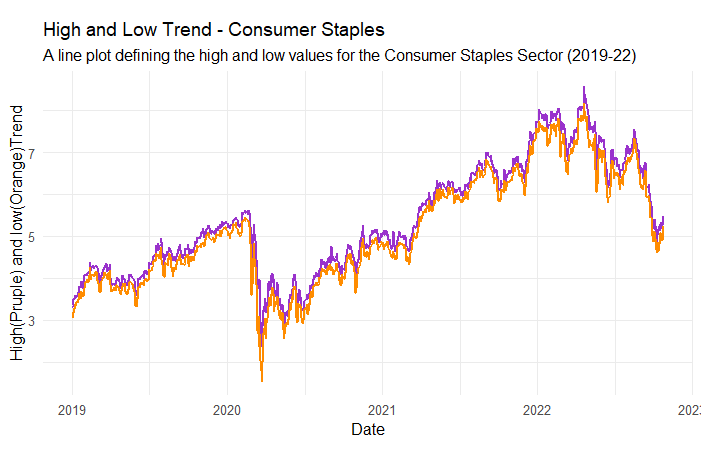 High and Low Trend - Consumer Staples
A line plot defining the high and low values for the Consumer Staples Sector (2019-22)
High(Pruple) and low(Orange)Trend
7
5
3
2019
2020
2021
2022
2023
Date